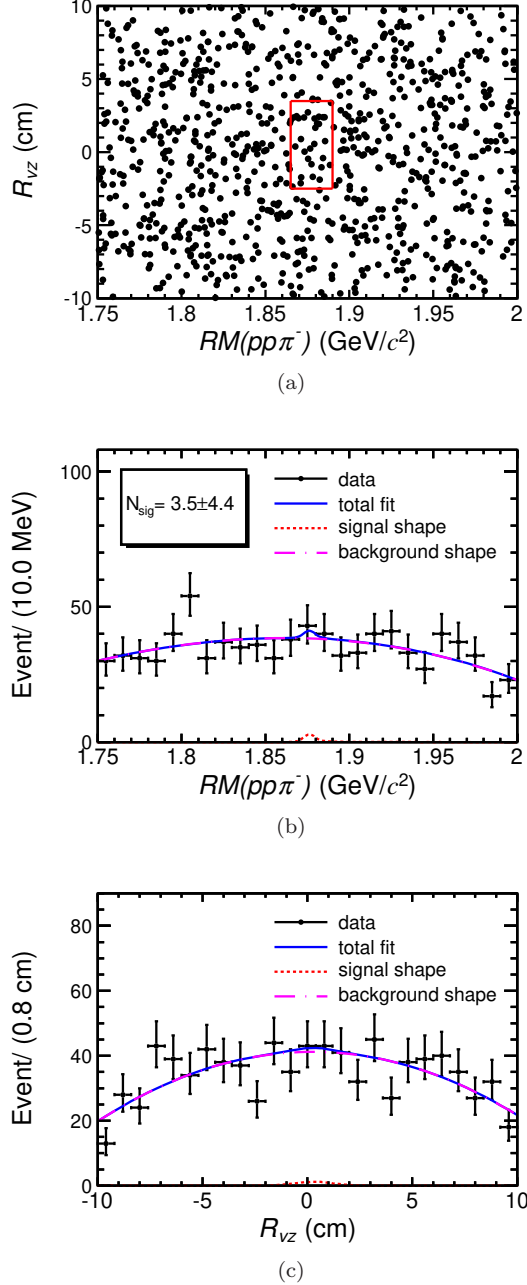 10
5
0
-5
-10
R_vz (cm)
1.75 1.8 1.85 1.9 1.95 2
RM(ppπ⁻) (GeV/c²)
(a)
100
50
0
Event/ (10.0 MeV)
N_sig= 3.5±4.4
data
total fit
signal shape
background shape
1.75 1.8 1.85 1.9 1.95 2
RM(ppπ⁻) (GeV/c²)
(b)
80
60
40
20
0
Event/ (0.8 cm)
data
total fit
signal shape
background shape
-10 -5 0 5 10
R_vz (cm)
(c)